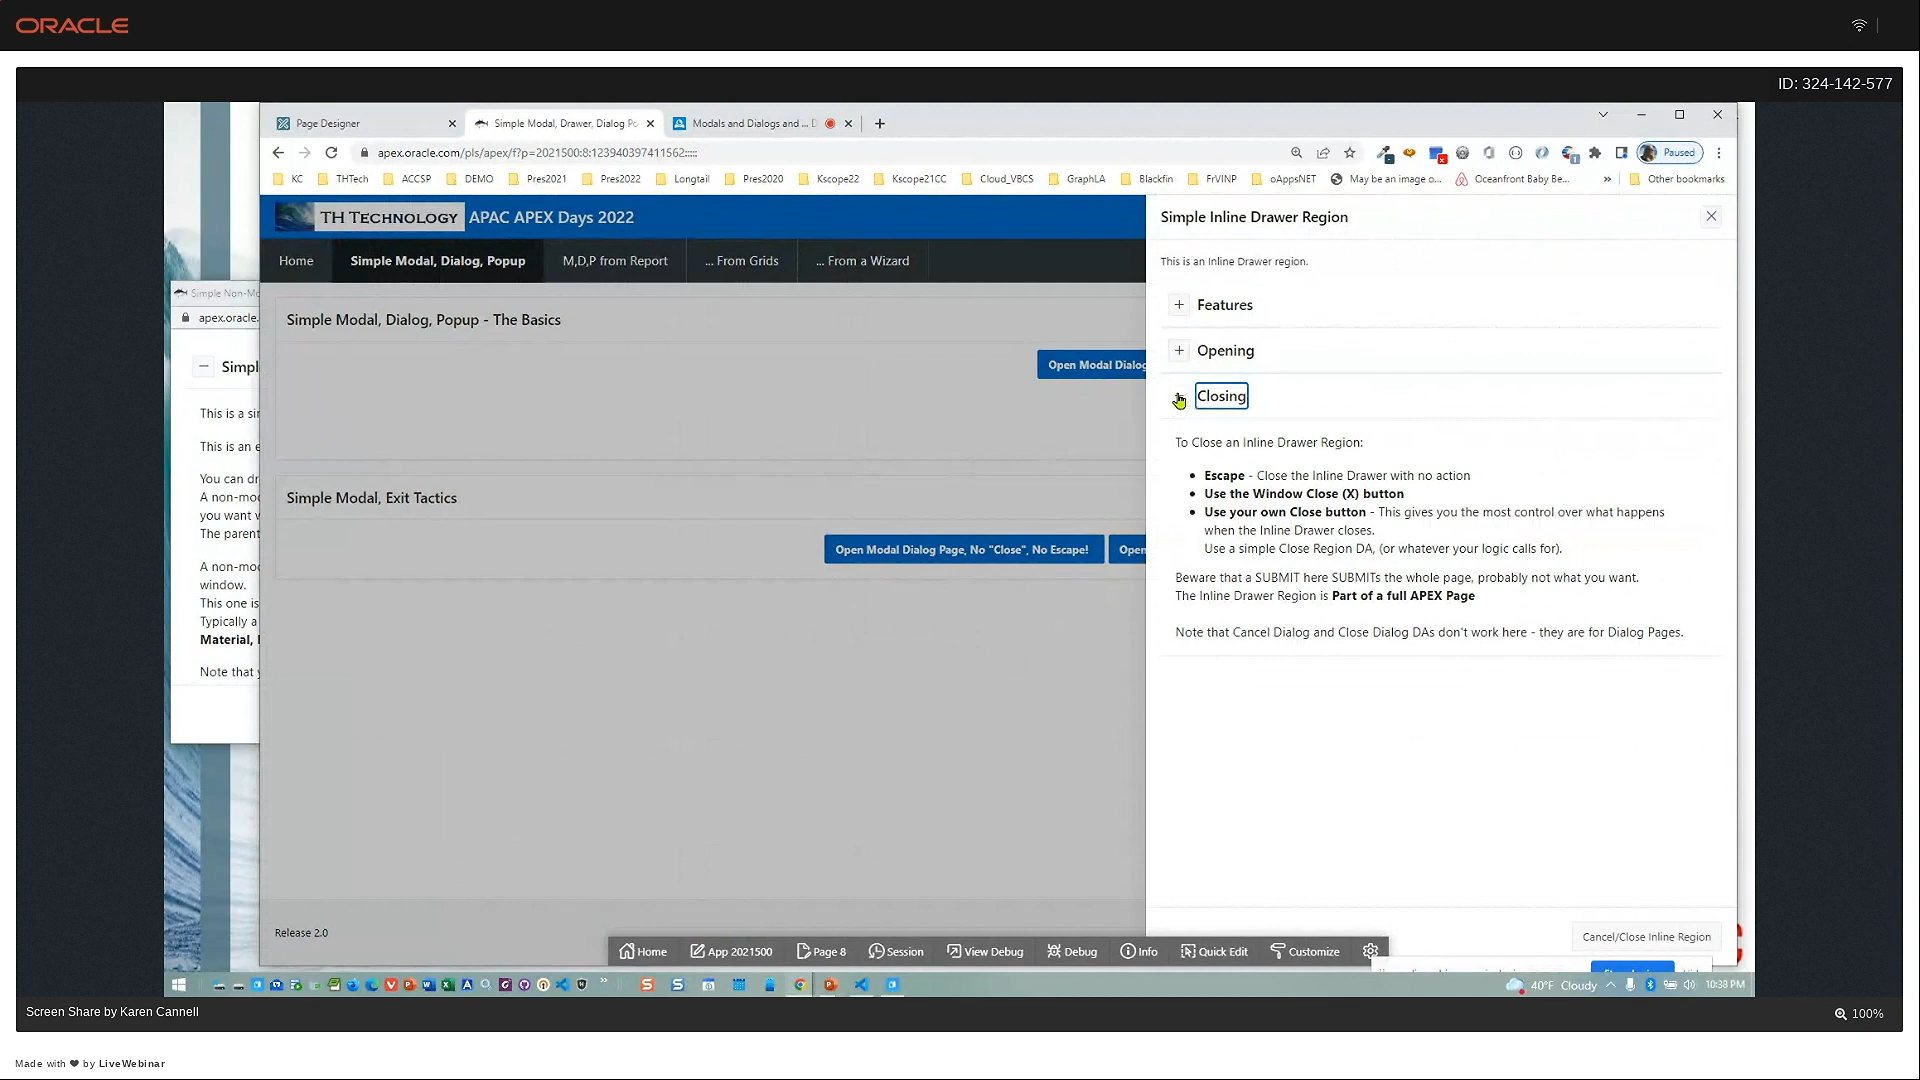 ORACLE
ID: 324-142-577
Page Designer
Simple Modal, Drawer, Dialog Po
Modals and Dialogs and ... D
apex.oracle.com/pls/apex/f?p=2021500:8:123940397411562:::::
Paused
KC
THTech
ACCSP
DEMO
Pres2021
Pres2022
Longtail
Pres2020
Kscope22
Kscope21CC
Cloud_VBCS
GraphLA
Blackfin
FrVINP
oAppsNET
May be an image o...
Oceanfront Baby Be...
»
Other bookmarks
TH TECHNOLOGY
APAC APEX Days 2022
Home
Simple Modal, Dialog, Popup
M,D,P from Report
... From Grids
... From a Wizard
Simple Non-Mo
apex.oracle.
Simpl
This is a si
This is an e
You can dr
A non-mod
you want w
The parent
A non-mod
window.
This one is
Typically a
Material, 
Note that y
Simple Modal, Dialog, Popup - The Basics
Open Modal Dialog
Simple Modal, Exit Tactics
Open Modal Dialog Page, No "Close", No Escape!
Open
Release 2.0
Simple Inline Drawer Region
This is an Inline Drawer region.
Features
Opening
Closing
To Close an Inline Drawer Region:
• Escape - Close the Inline Drawer with no action
• Use the Window Close (X) button
• Use your own Close button - This gives you the most control over what happens
when the Inline Drawer closes.
Use a simple Close Region DA, (or whatever your logic calls for).
Beware that a SUBMIT here SUBMITs the whole page, probably not what you want.
The Inline Drawer Region is Part of a full APEX Page
Note that Cancel Dialog and Close Dialog DAs don't work here - they are for Dialog Pages.
Cancel/Close Inline Region
Home
App 2021500
Page 8
Session
View Debug
Debug
Info
Quick Edit
Customize
40°F Cloudy
10:38 PM
Screen Share by Karen Cannell
100%
Made with ❤ by LiveWebinar